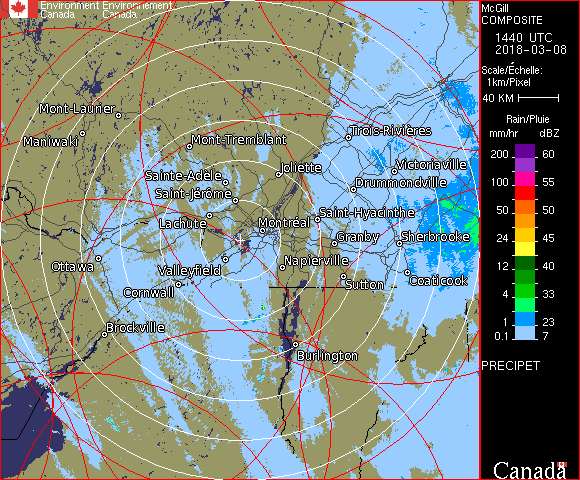 Environment Environnement
Canada Canada
McGill
COMPOSITE
1440 UTC
2018-03-08
Scale/Échelle:
1km/Pixel
40 KM
Rain/Pluie
mm/hr dBZ
200 60
100 55
50 50
24 45
12 40
4 33
1 23
0.1 7
PRECIPET
Canada
Mont-Laurier
Maniwaki
Mont-Tremblant
Trois-Rivières
Joliette
Victoriaville
Sainte-Adèle
Drummondville
Saint-Jérôme
Saint-Hyacinthe
Lachute
Montréal
Granby
Sherbrooke
Ottawa
Valleyfield
Napierville
Coaticook
Sutton
Cornwall
Brockville
Burlington